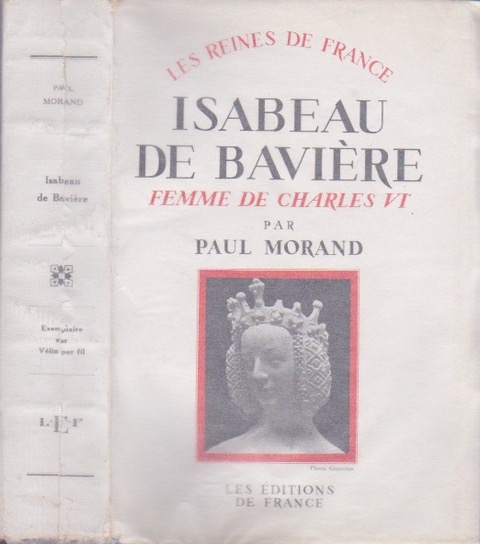 PAUL
MORAND
Isabeau
de Bavière
Exemplaire
sur
Vélin pur fil
L·E·F
LES REINES DE FRANCE
ISABEAU
DE BAVIÈRE
FEMME DE CHARLES VI
PAR
PAUL MORAND
Photo Giraudon
LES ÉDITIONS
DE FRANCE